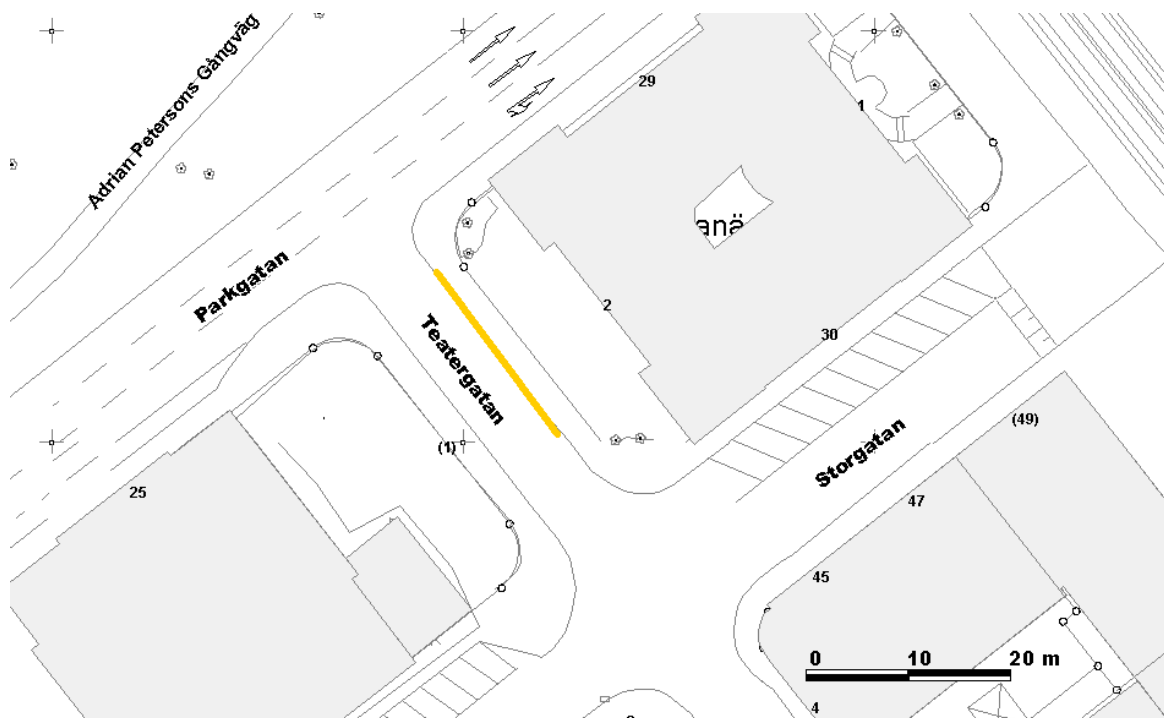 Adrian Petersons Gångväg
29
1
Parkgatan
anä
2
Teatergatan
30
(1)
Storgatan
(49)
25
47
45
0 10 20 m
4